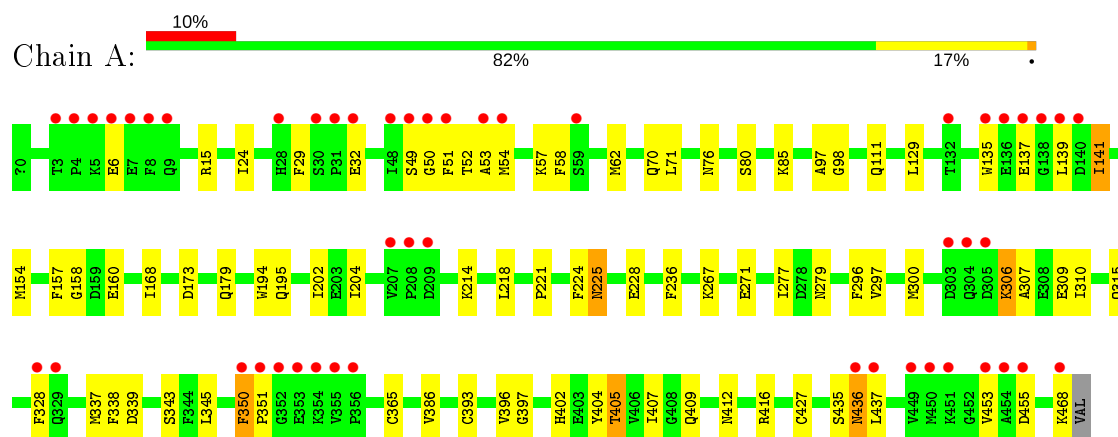 10%
Chain A:
82% 17% •
?0 T3 P4 K5 E6 E7 F8 Q9 R15 I24 H28 F29 S30 P31 E32 I48 S49 G50 F51 T52 A53 M54 K57 F58 S59 M62 Q70 L71 N76 S80 K85 A97 G98 Q111 L129 T132 W135 E136 E137 G138 L139 D140 I141
M154 F157 G158 D159 E160 I168 D173 Q179 W194 Q195 I202 E203 I204 V207 P208 D209 K214 L218 P221 F224 N225 E228 F236 K267 E271 I277 D278 N279 F296 V297 M300 D303 Q304 D305 K306 A307 E308 E309 I310
F328 Q329 M337 F338 D339 S343 F344 L345 F350 P351 G352 E353 K354 V355 P356 C365 V386 C393 V396 G397 H402 E403 Y404 T405 V406 I407 G408 Q409 N412 R416 C427 S435 N436 L437 V449 M450 K451 G452 V453 A454 D455 K468 VAL